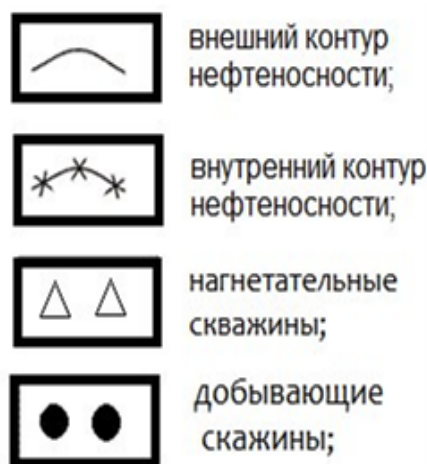 внешний контур
нефтеносности;
внутренний контур
нефтеносности;
нагнетательные
скважины;
добывающие
скажины;